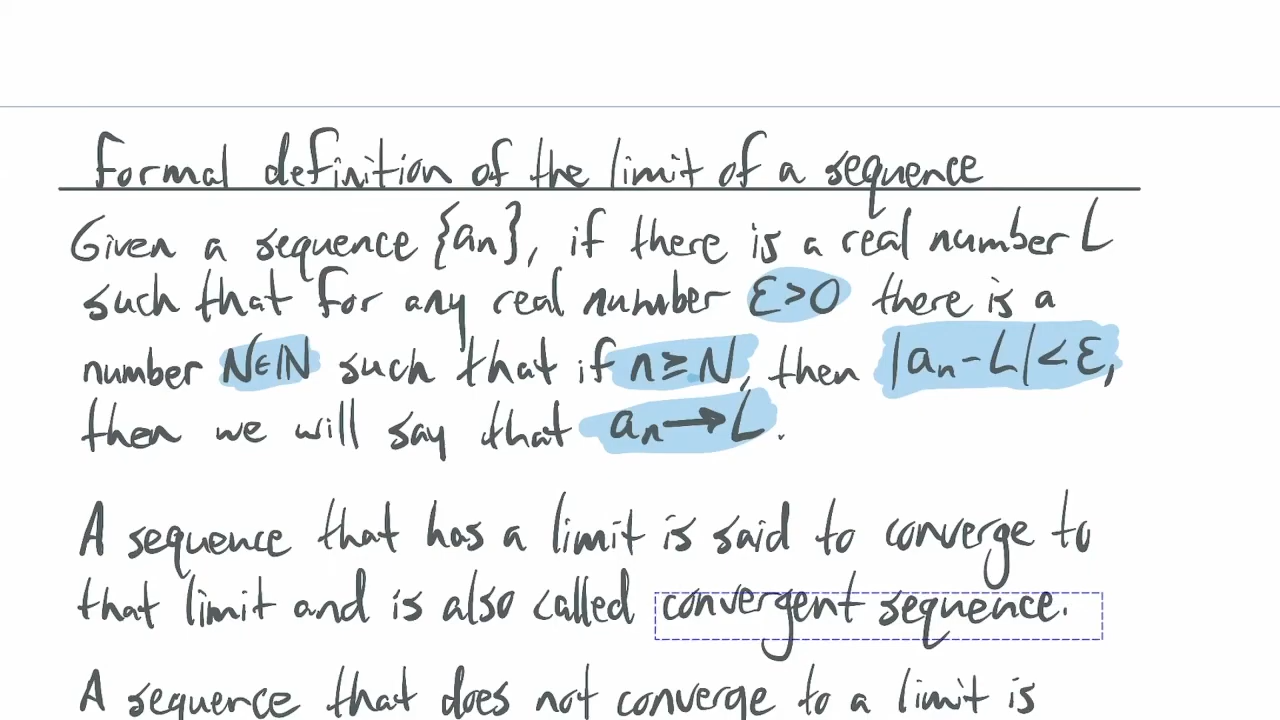 Formal definition of the limit of a sequence
Given a sequence {aₙ}, if there is a real number L
such that for any real number ε>0 there is a
number N∈ℕ such that if n≥N, then |aₙ-L|<ε,
then we will say that aₙ→L.
A sequence that has a limit is said to converge to
that limit and is also called convergent sequence.
A sequence that does not converge to a limit is